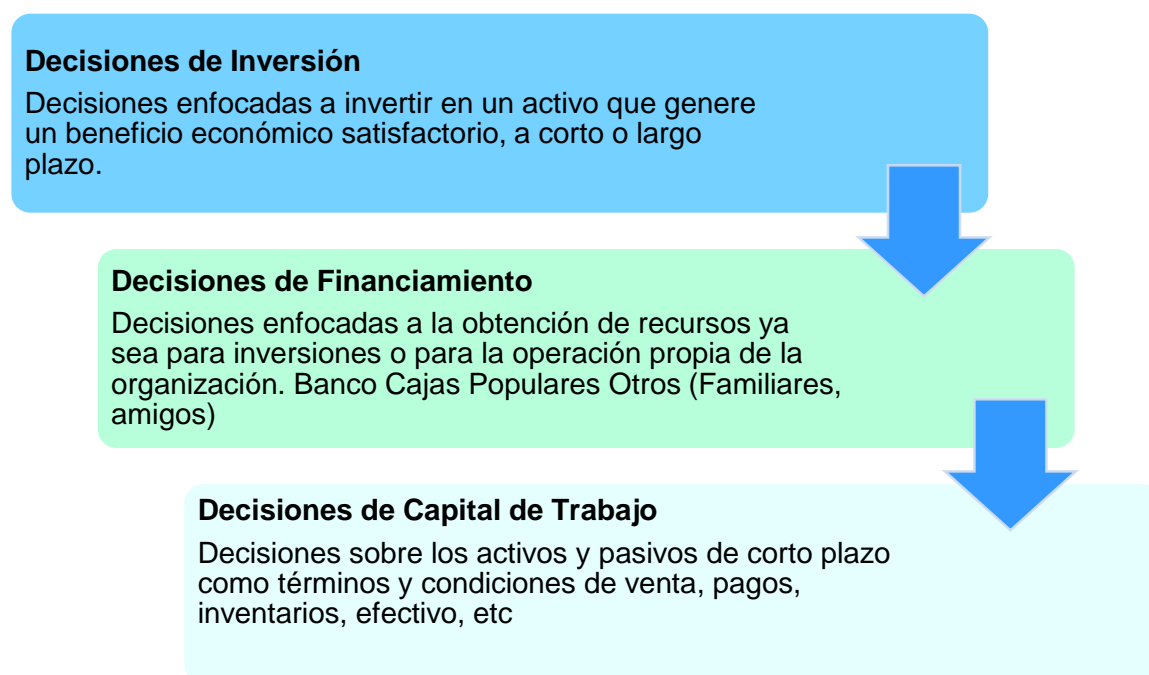 Decisiones de Inversión
Decisiones enfocadas a invertir en un activo que genere
un beneficio económico satisfactorio, a corto o largo
plazo.
Decisiones de Financiamiento
Decisiones enfocadas a la obtención de recursos ya
sea para inversiones o para la operación propia de la
organización. Banco Cajas Populares Otros (Familiares,
amigos)
Decisiones de Capital de Trabajo
Decisiones sobre los activos y pasivos de corto plazo
como términos y condiciones de venta, pagos,
inventarios, efectivo, etc